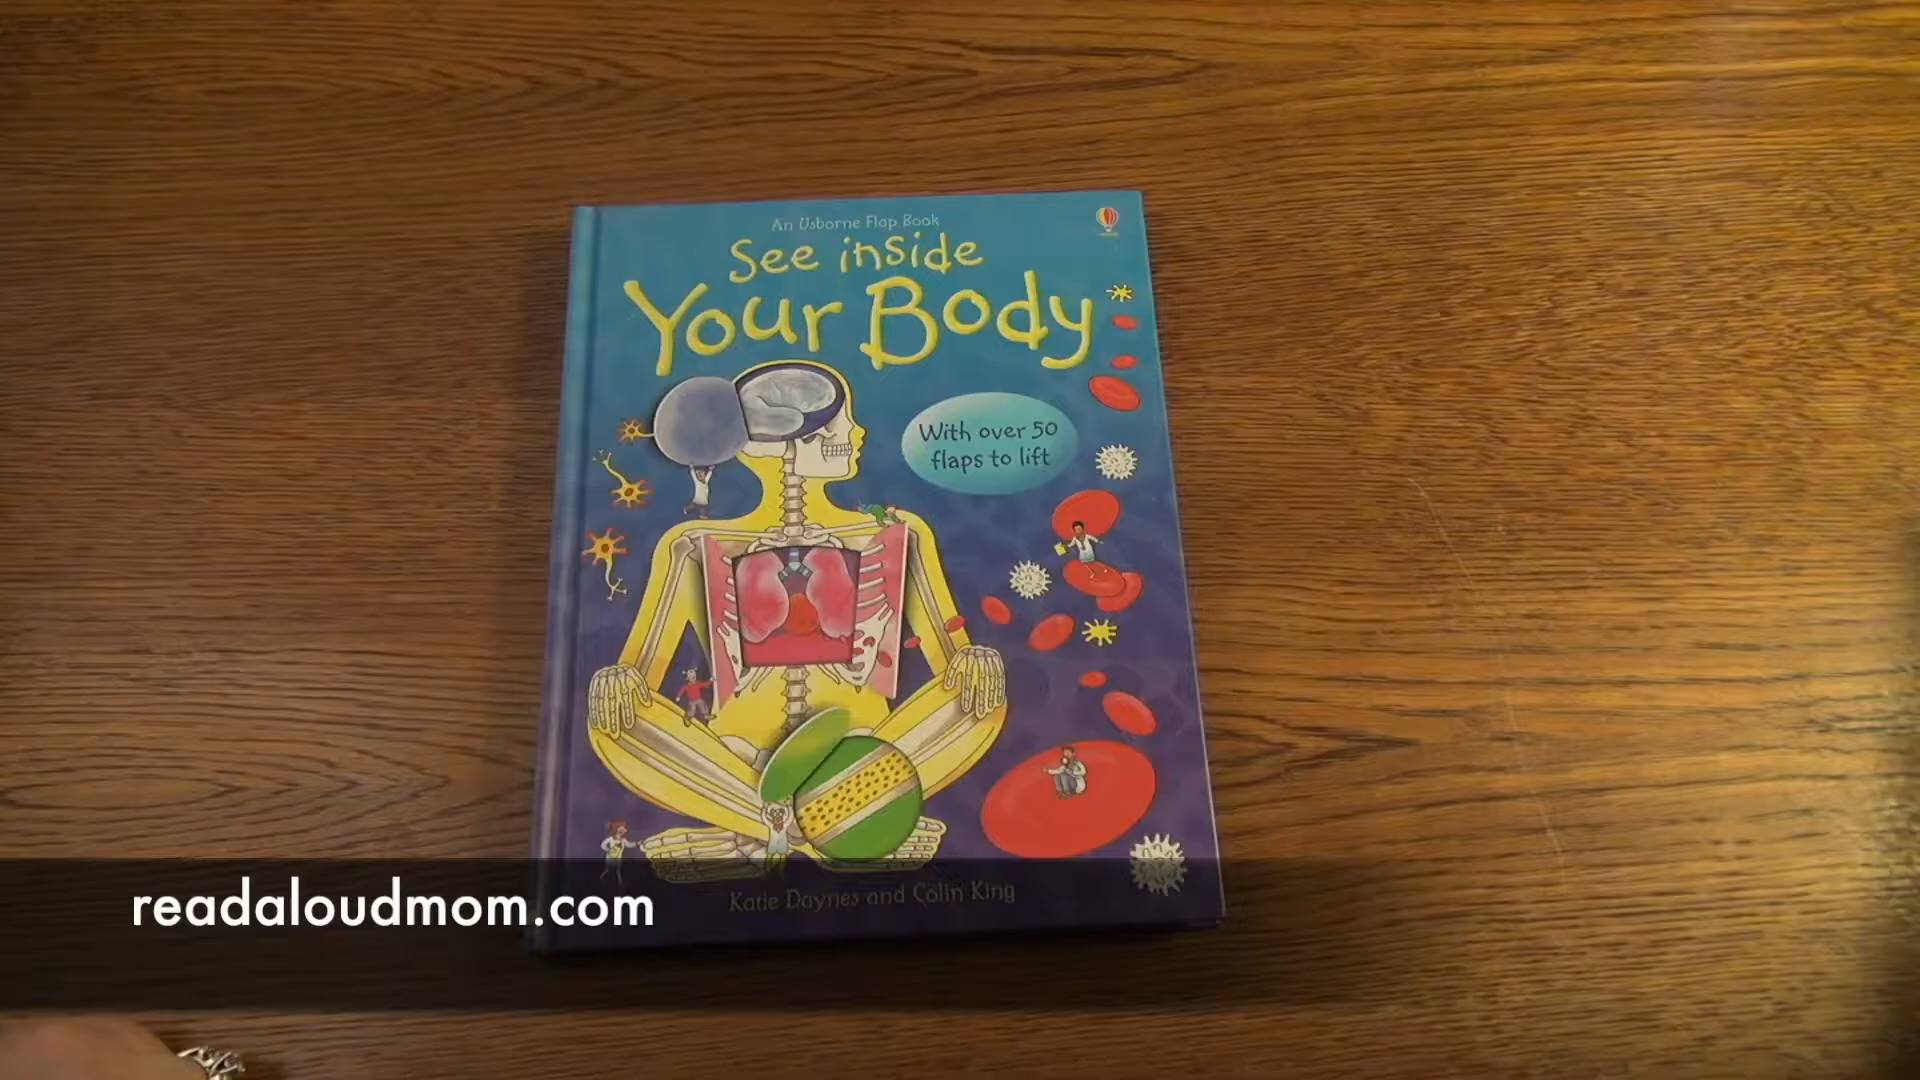 An Usborne Flap Book
See inside
Your Body
With over 50
flaps to lift
Katie Daynes and Colin King
readaloudmom.com